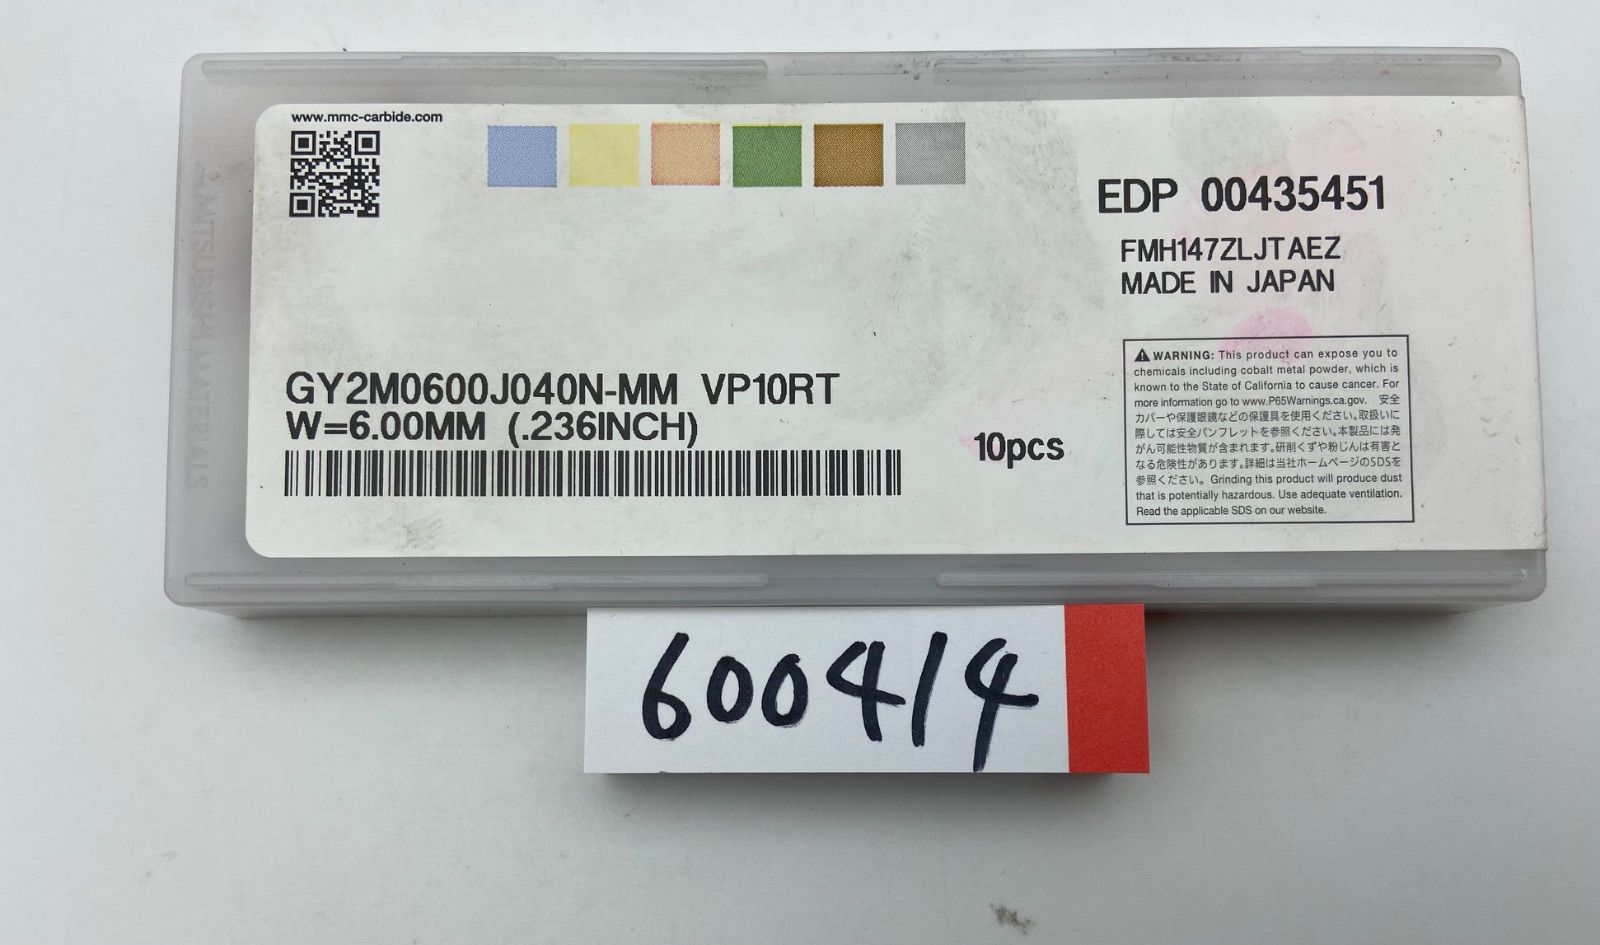 www.mmc-carbide.com
EDP 00435451
FMH147ZLJTAEZ
MADE IN JAPAN
GY2M0600J040N-MM VP10RT
W=6.00MM (.236INCH)
10pcs
WARNING: This product can expose you to
chemicals including cobalt metal powder, which is
known to the State of California to cause cancer. For
more information go to www.P65Warnings.ca.gov. 安全
カバーや保護眼鏡などの保護具を使用ください。取扱いに
際しては安全パンフレットを参照ください。本製品には発
がん可能性物質が含まれます。研削くずや粉じんは有害と
なる危険性があります。詳細は当社ホームページのSDSを
参照ください。 Grinding this product will produce dust
that is potentially hazardous. Use adequate ventilation.
Read the applicable SDS on our website.
MITSUBISHI MATERIALS
600414